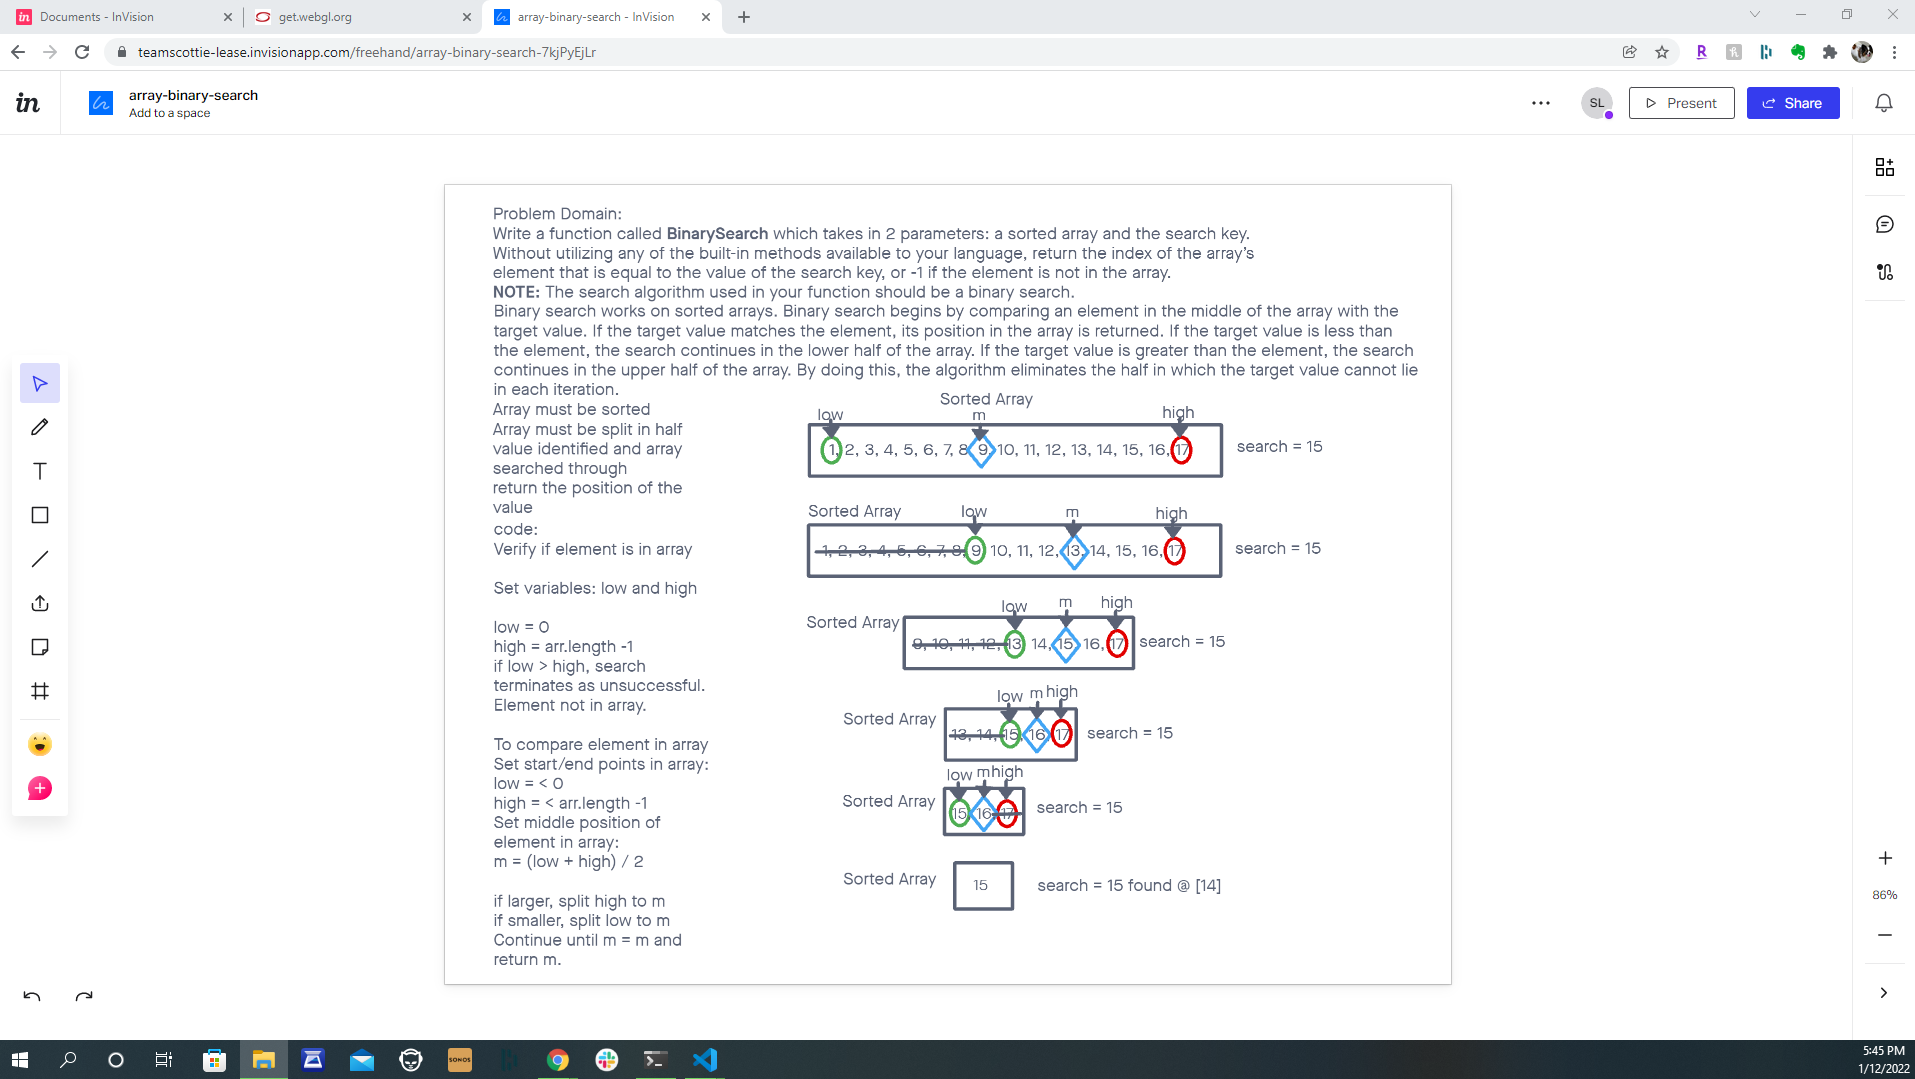 Documents - InVision
get.webgl.org
array-binary-search - InVision
teamscottie-lease.invisionapp.com/freehand/array-binary-search-7kjPyEjLr
in
array-binary-search
Add to a space
SL
Present
Share
Problem Domain:
Write a function called BinarySearch which takes in 2 parameters: a sorted array and the search key.
Without utilizing any of the built-in methods available to your language, return the index of the array's
element that is equal to the value of the search key, or -1 if the element is not in the array.
NOTE: The search algorithm used in your function should be a binary search.
Binary search works on sorted arrays. Binary search begins by comparing an element in the middle of the array with the
target value. If the target value matches the element, its position in the array is returned. If the target value is less than
the element, the search continues in the lower half of the array. If the target value is greater than the element, the search
continues in the upper half of the array. By doing this, the algorithm eliminates the half in which the target value cannot lie
in each iteration.
Array must be sorted
Array must be split in half
value identified and array
searched through
return the position of the
value
code:
Verify if element is in array
Set variables: low and high
low = 0
high = arr.length -1
if low > high, search
terminates as unsuccessful.
Element not in array.
To compare element in array
Set start/end points in array:
low = < 0
high = < arr.length -1
Set middle position of
element in array:
m = (low + high) / 2
if larger, split high to m
if smaller, split low to m
Continue until m = m and
return m.
Sorted Array
low m high
1, 2, 3, 4, 5, 6, 7, 8, 9, 10, 11, 12, 13, 14, 15, 16, 17
search = 15
Sorted Array low m high
1, 2, 3, 4, 5, 6, 7, 8, 9 10, 11, 12, 13, 14, 15, 16, 17
search = 15
low m high
Sorted Array
9, 10, 11, 12, 13, 14, 15, 16, 17
search = 15
low m high
Sorted Array
13, 14, 15, 16, 17
search = 15
low m high
Sorted Array
15, 16, 17
search = 15
Sorted Array
15
search = 15 found @ [14]
86%
SONOS
5:45 PM
1/12/2022